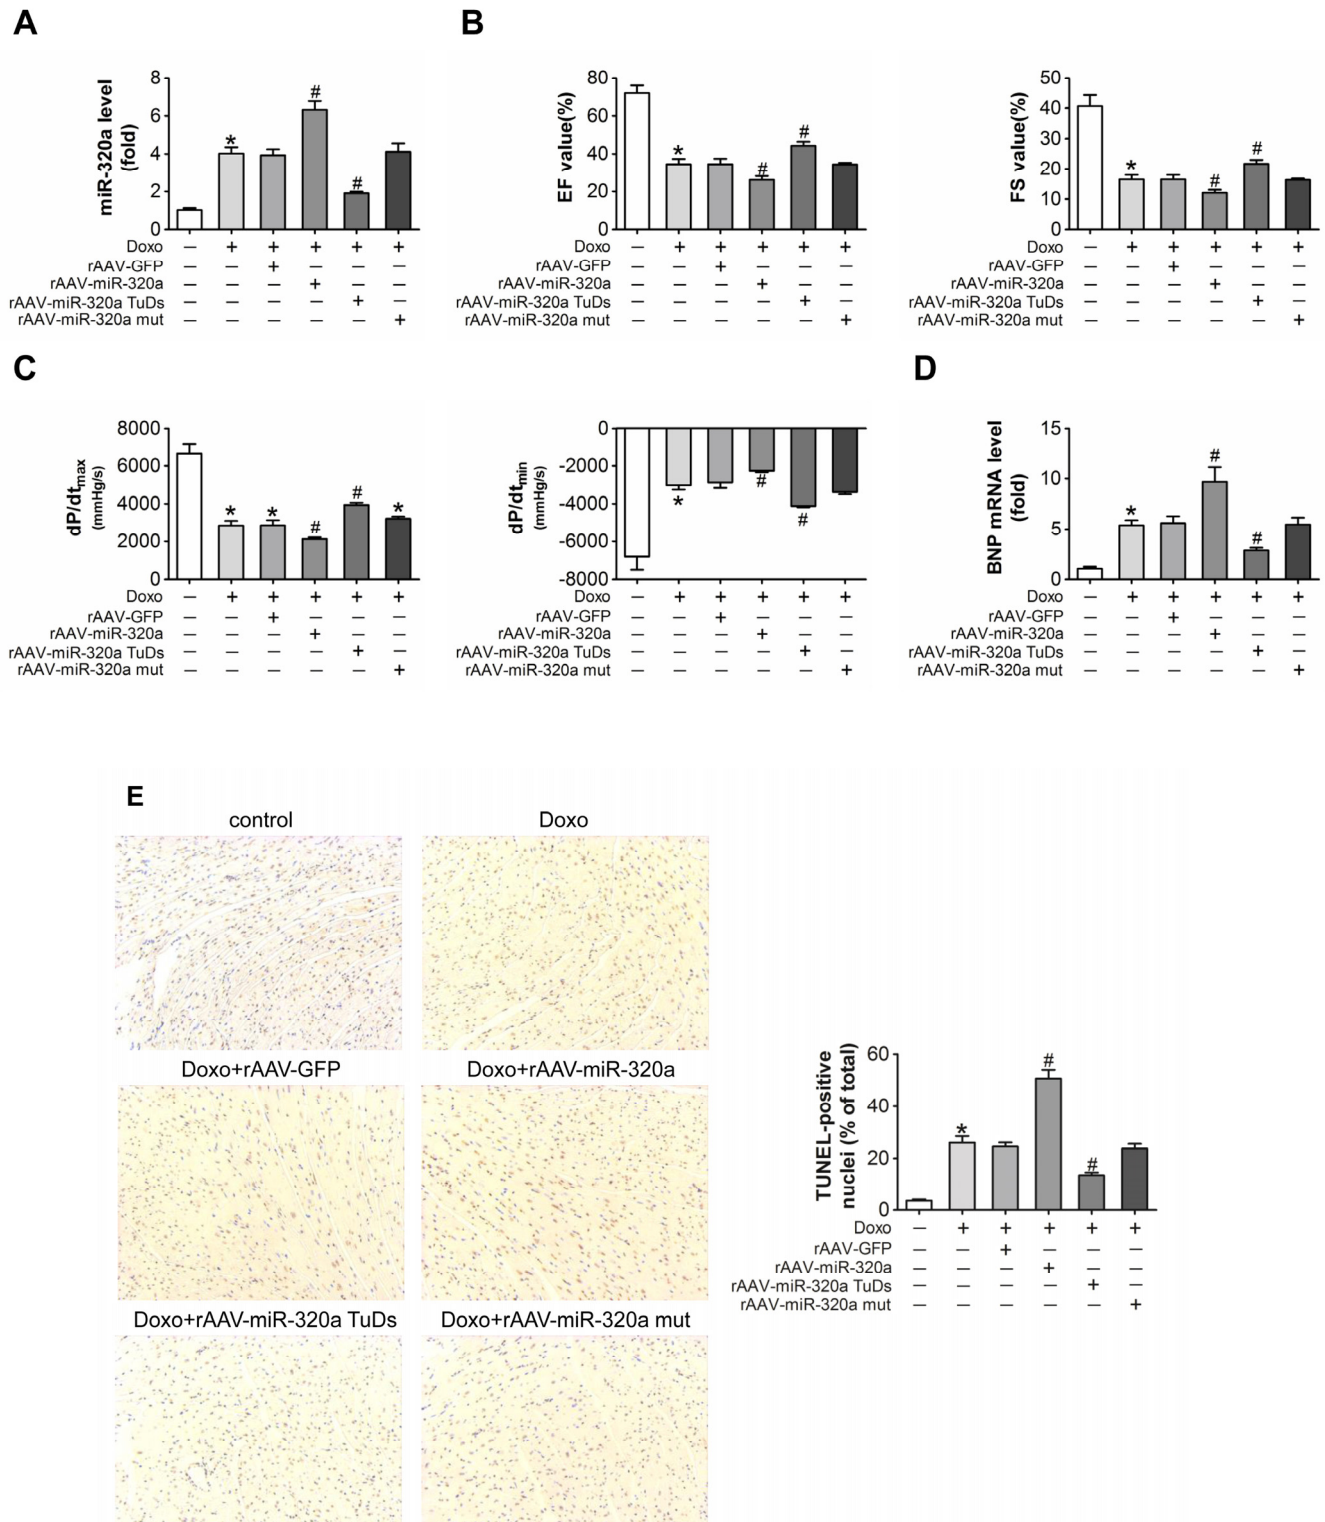 A
B
miR-320a level
(fold)
8
6
4
2
0
*
#
#
Doxo – + + + + +
rAAV-GFP – – + – – –
rAAV-miR-320a – – – + – –
rAAV-miR-320a TuDs – – – – + –
rAAV-miR-320a mut – – – – – +
EF value(%)
80
60
40
20
0
*
#
#
Doxo – + + + + +
rAAV-GFP – – + – – –
rAAV-miR-320a – – – + – –
rAAV-miR-320a TuDs – – – – + –
rAAV-miR-320a mut – – – – – +
FS value(%)
50
40
30
20
10
0
*
#
#
Doxo – + + + + +
rAAV-GFP – – + – – –
rAAV-miR-320a – – – + – –
rAAV-miR-320a TuDs – – – – + –
rAAV-miR-320a mut – – – – – +
C
D
dP/dtmax
(mmHg/s)
8000
6000
4000
2000
0
*
*
#
#
*
Doxo – + + + + +
rAAV-GFP – – + – – –
rAAV-miR-320a – – – + – –
rAAV-miR-320a TuDs – – – – + –
rAAV-miR-320a mut – – – – – +
dP/dtmin
(mmHg/s)
0
-2000
-4000
-6000
-8000
*
#
#
Doxo – + + + + +
rAAV-GFP – – + – – –
rAAV-miR-320a – – – + – –
rAAV-miR-320a TuDs – – – – + –
rAAV-miR-320a mut – – – – – +
BNP mRNA level
(fold)
15
10
5
0
*
#
#
Doxo – + + + + +
rAAV-GFP – – + – – –
rAAV-miR-320a – – – + – –
rAAV-miR-320a TuDs – – – – + –
rAAV-miR-320a mut – – – – – +
E
control
Doxo
Doxo+rAAV-GFP
Doxo+rAAV-miR-320a
Doxo+rAAV-miR-320a TuDs
Doxo+rAAV-miR-320a mut
TUNEL-positive
nuclei (% of total)
60
40
20
0
*
#
#
Doxo – + + + + +
rAAV-GFP – – + – – –
rAAV-miR-320a – – – + – –
rAAV-miR-320a TuDs – – – – + –
rAAV-miR-320a mut – – – – – +